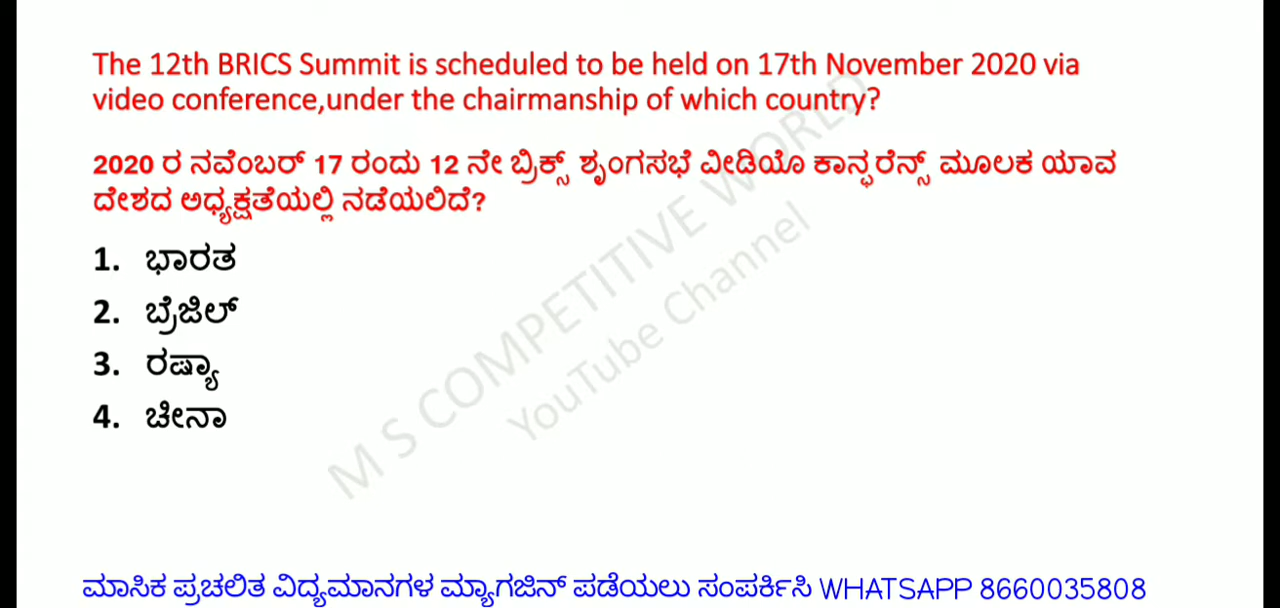 The 12th BRICS Summit is scheduled to be held on 17th November 2020 via
video conference,under the chairmanship of which country?
2020 ರ ನವೆಂಬರ್ 17 ರಂದು 12 ನೇ ಬ್ರಿಕ್ಸ್ ಶೃಂಗಸಭೆ ವೀಡಿಯೊ ಕಾನ್ಫರೆನ್ಸ್ ಮೂಲಕ ಯಾವ
ದೇಶದ ಅಧ್ಯಕ್ಷತೆಯಲ್ಲಿ ನಡೆಯಲಿದೆ?
1. ಭಾರತ
2. ಬ್ರೆಜಿಲ್
3. ರಷ್ಯಾ
4. ಚೀನಾ
M S COMPETITIVE WORLD
YouTube Channel
ಮಾಸಿಕ ಪ್ರಚಲಿತ ವಿದ್ಯಮಾನಗಳ ಮ್ಯಾಗಜಿನ್ ಪಡೆಯಲು ಸಂಪರ್ಕಿಸಿ WHATSAPP 8660035808